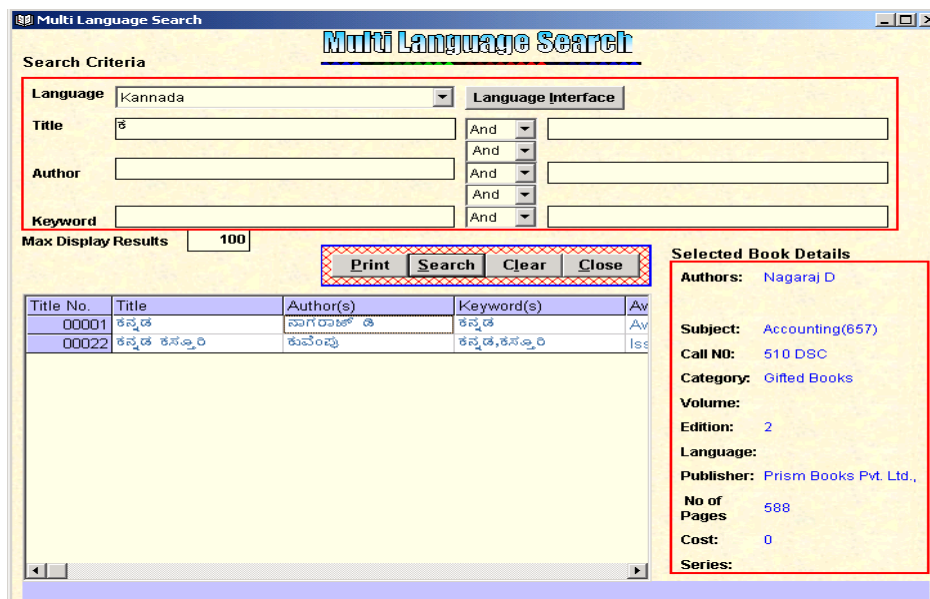 Multi Language Search
Multi Language Search
Search Criteria
Language Kannada Language Interface
Title ಕ And
And
Author And
And
Keyword And
Max Display Results 100
Print Search Clear Close
Title No. Title Author(s) Keyword(s) Av
00001 ಕನ್ನಡ ನಾಗರಾಜ್ ಡಿ ಕನ್ನಡ Av
00022 ಕನ್ನಡ ಕಸ್ತೂರಿ ಕುವೆಂಪು ಕನ್ನಡ,ಕಸ್ತೂರಿ Iss
Selected Book Details
Authors: Nagaraj D
Subject: Accounting(657)
Call N0: 510 DSC
Category: Gifted Books
Volume:
Edition: 2
Language:
Publisher: Prism Books Pvt. Ltd.,
No of
Pages 588
Cost: 0
Series: